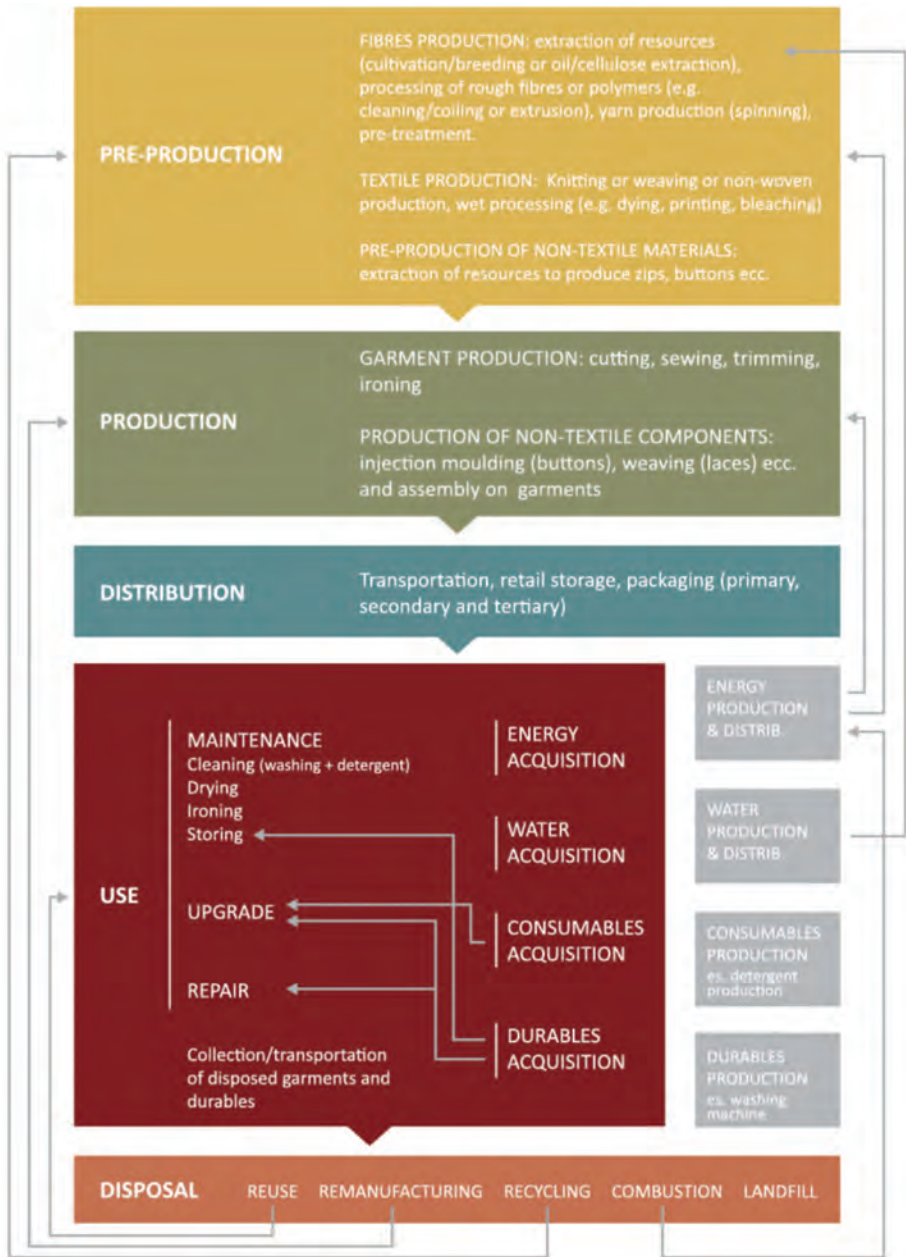 PRE-PRODUCTION
FIBRES PRODUCTION: extraction of resources
(cultivation/breeding or oil/cellulose extraction),
processing of rough fibres or polymers (e.g.
cleaning/coiling or extrusion), yarn production (spinning),
pre-treatment.
TEXTILE PRODUCTION: Knitting or weaving or non-woven
production, wet processing (e.g. dying, printing, bleaching)
PRE-PRODUCTION OF NON-TEXTILE MATERIALS:
extraction of resources to produce zips, buttons ecc.
PRODUCTION
GARMENT PRODUCTION: cutting, sewing, trimming,
ironing
PRODUCTION OF NON-TEXTILE COMPONENTS:
injection moulding (buttons), weaving (laces) ecc.
and assembly on garments
DISTRIBUTION
Transportation, retail storage, packaging (primary,
secondary and tertiary)
USE
MAINTENANCE
Cleaning (washing + detergent)
Drying
Ironing
Storing
UPGRADE
REPAIR
Collection/transportation
of disposed garments and
durables
ENERGY
ACQUISITION
WATER
ACQUISITION
CONSUMABLES
ACQUISITION
DURABLES
ACQUISITION
ENERGY
PRODUCTION
& DISTRIB.
WATER
PRODUCTION
& DISTRIB.
CONSUMABLES
PRODUCTION
es. detergent
production
DURABLES
PRODUCTION
es. washing
machine
DISPOSAL
REUSE
REMANUFACTURING
RECYCLING
COMBUSTION
LANDFILL